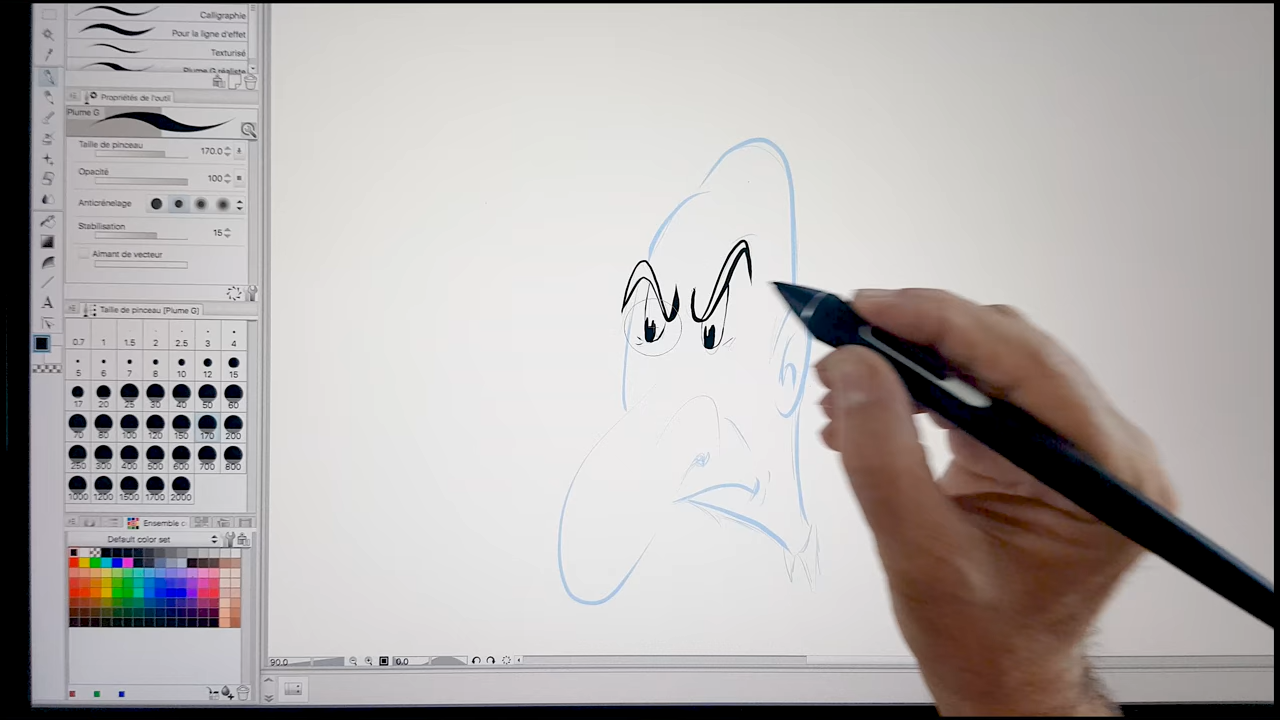 Calligraphie
Pour la ligne d'effet
Texturisé
Plume G réaliste
Propriétés de l'outil
Plume G
Taille de pinceau 170.0
Opacité 100
Anticrénelage
Stabilisation 15
Aimant de vecteur
Taille de pinceau [Plume G]
0.7 1 1.5 2 2.5 3 4
5 6 7 8 10 12 15
17 20 25 30 40 50 60
70 80 100 120 150 170 200
250 300 400 500 600 700 800
1000 1200 1500 1700 2000
Ensemble c
Default color set
90.0 0.0